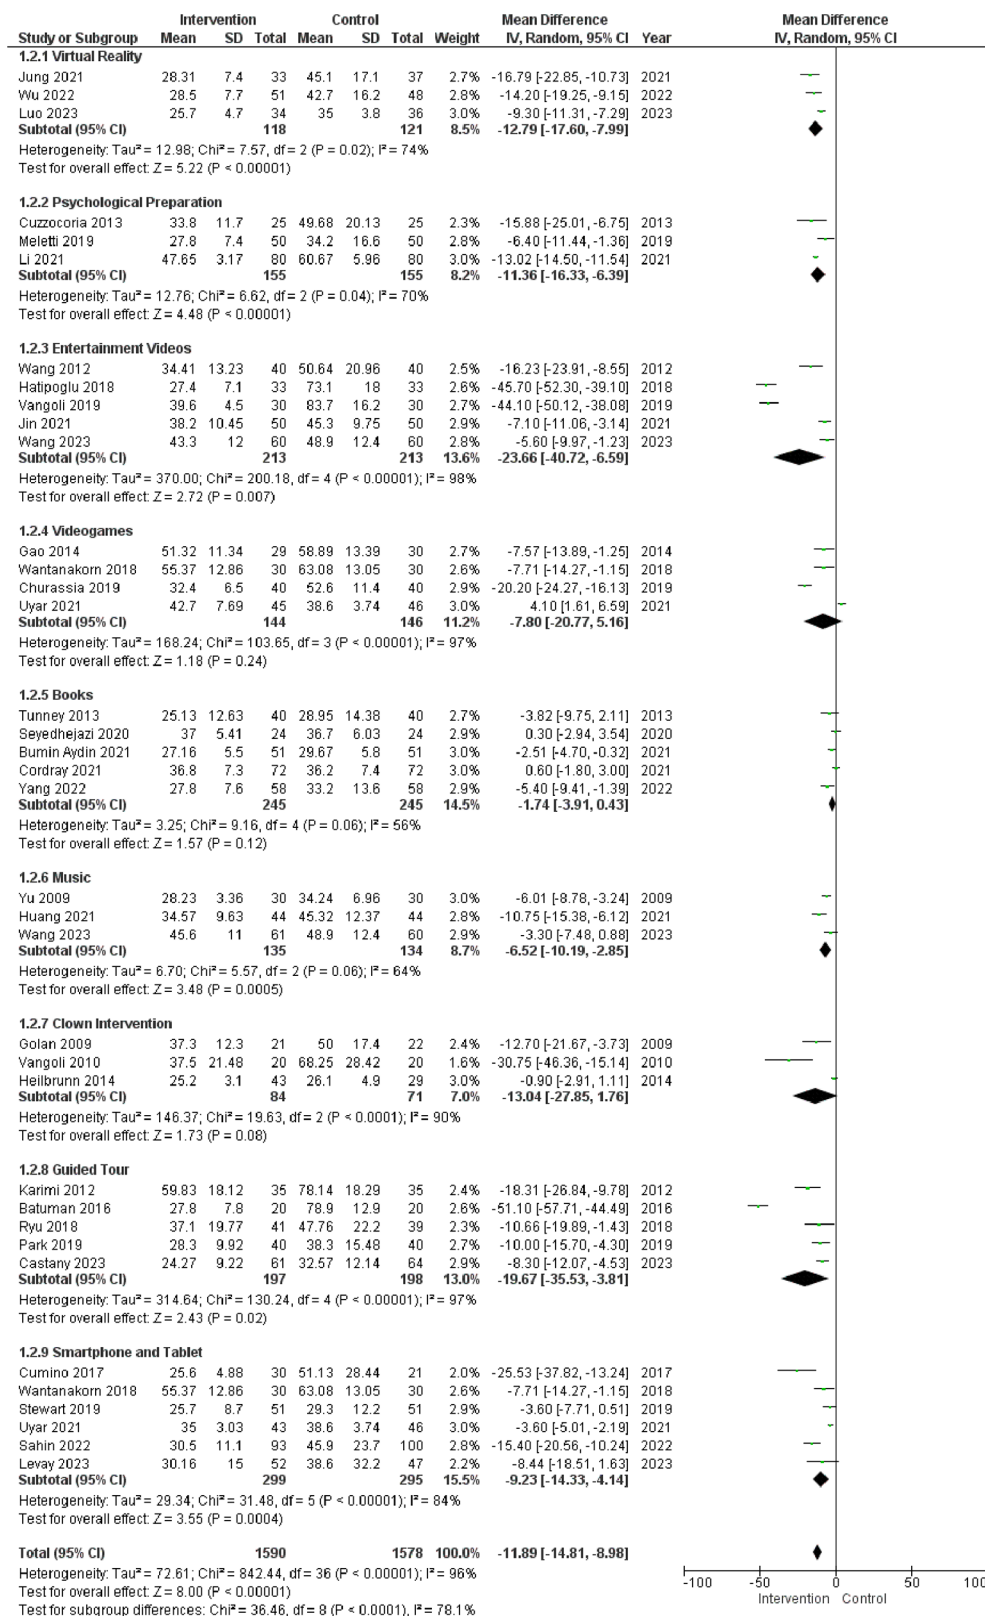 Intervention Control Mean Difference Mean Difference
Study or Subgroup Mean SD Total Mean SD Total Weight IV, Random, 95% CI Year IV, Random, 95% CI
1.2.1 Virtual Reality
Jung 2021 28.31 7.4 33 45.1 17.1 37 2.7% -16.79 [-22.85, -10.73] 2021
Wu 2022 28.5 7.7 51 42.7 16.2 48 2.8% -14.20 [-19.25, -9.15] 2022
Luo 2023 25.7 4.7 34 35 3.8 36 3.0% -9.30 [-11.31, -7.29] 2023
Subtotal (95% CI) 118 121 8.5% -12.79 [-17.60, -7.99]
Heterogeneity: Tau² = 12.98; Chi² = 7.57, df = 2 (P = 0.02); I² = 74%
Test for overall effect: Z = 5.22 (P < 0.00001)
1.2.2 Psychological Preparation
Cuzzocoria 2013 33.8 11.7 25 49.68 20.13 25 2.3% -15.88 [-25.01, -6.75] 2013
Meletti 2019 27.8 7.4 50 34.2 16.6 50 2.8% -6.40 [-11.44, -1.36] 2019
Li 2021 47.65 3.17 80 60.67 5.96 80 3.1% -13.02 [-14.50, -11.54] 2021
Subtotal (95% CI) 155 155 8.2% -11.36 [-16.33, -6.39]
Heterogeneity: Tau² = 12.76; Chi² = 6.62, df = 2 (P = 0.04); I² = 70%
Test for overall effect: Z = 4.48 (P < 0.00001)
1.2.3 Entertainment Videos
Wang 2012 34.41 13.23 40 50.64 20.96 40 2.5% -16.23 [-23.91, -8.55] 2012
Hatipoglu 2018 27.4 7.1 33 73.1 18 33 2.6% -45.70 [-52.30, -39.10] 2018
Vangoli 2019 39.6 4.5 30 83.7 16.2 30 2.7% -44.10 [-50.12, -38.08] 2019
Jin 2021 38.2 10.45 50 45.3 9.75 50 2.9% -7.10 [-11.06, -3.14] 2021
Wang 2023 43.3 12 60 48.9 12.4 60 2.8% -5.60 [-9.97, -1.23] 2023
Subtotal (95% CI) 213 213 13.6% -23.66 [-40.72, -6.59]
Heterogeneity: Tau² = 370.00; Chi² = 200.18, df = 4 (P < 0.00001); I² = 98%
Test for overall effect: Z = 2.72 (P = 0.007)
1.2.4 Videogames
Gao 2014 51.32 11.34 29 58.89 13.39 30 2.7% -7.57 [-13.89, -1.25] 2014
Wantanakorn 2018 55.37 12.86 30 63.08 13.05 30 2.6% -7.71 [-14.27, -1.15] 2018
Churassia 2019 32.4 6.5 40 52.6 11.4 40 2.9% -20.20 [-24.27, -16.13] 2019
Uyar 2021 42.7 7.69 45 38.6 3.74 46 3.0% 4.10 [1.61, 6.59] 2021
Subtotal (95% CI) 144 146 11.2% -7.80 [-20.77, 5.16]
Heterogeneity: Tau² = 168.24; Chi² = 103.65, df = 3 (P < 0.00001); I² = 97%
Test for overall effect: Z = 1.18 (P = 0.24)
1.2.5 Books
Tunney 2013 25.13 12.63 40 28.95 14.38 40 2.7% -3.82 [-9.75, 2.11] 2013
Seyedhejazi 2020 37 5.41 24 36.7 6.03 24 2.9% 0.30 [-2.94, 3.54] 2020
Bumin Aydin 2021 27.16 5.5 51 29.67 5.8 51 3.0% -2.51 [-4.70, -0.32] 2021
Cordray 2021 36.8 7.3 72 36.2 7.4 72 3.0% 0.60 [-1.80, 3.00] 2021
Yang 2022 27.8 7.6 58 33.2 13.6 58 2.9% -5.40 [-9.41, -1.39] 2022
Subtotal (95% CI) 245 245 14.5% -1.74 [-3.91, 0.43]
Heterogeneity: Tau² = 3.25; Chi² = 9.16, df = 4 (P = 0.06); I² = 56%
Test for overall effect: Z = 1.57 (P = 0.12)
1.2.6 Music
Yu 2009 28.23 3.36 30 34.24 6.96 30 3.0% -6.01 [-8.78, -3.24] 2009
Huang 2021 34.57 9.63 44 45.32 12.37 44 2.8% -10.75 [-15.38, -6.12] 2021
Wang 2023 45.6 11 61 48.9 12.4 60 2.9% -3.30 [-7.48, 0.88] 2023
Subtotal (95% CI) 135 134 8.7% -6.52 [-10.19, -2.85]
Heterogeneity: Tau² = 6.70; Chi² = 5.57, df = 2 (P = 0.06); I² = 64%
Test for overall effect: Z = 3.48 (P = 0.0005)
1.2.7 Clown Intervention
Golan 2009 37.3 12.3 21 50 17.4 22 2.4% -12.70 [-21.67, -3.73] 2009
Vangoli 2010 37.5 21.48 20 68.25 28.42 20 1.6% -30.75 [-46.36, -15.14] 2010
Heilbrunn 2014 25.2 3.1 43 26.1 4.9 29 3.0% -0.90 [-2.91, 1.11] 2014
Subtotal (95% CI) 84 71 7.0% -13.04 [-27.85, 1.76]
Heterogeneity: Tau² = 146.37; Chi² = 19.63, df = 2 (P < 0.0001); I² = 90%
Test for overall effect: Z = 1.73 (P = 0.08)
1.2.8 Guided Tour
Karimi 2012 59.83 18.12 35 78.14 18.29 35 2.4% -18.31 [-26.84, -9.78] 2012
Batuman 2016 27.8 7.8 20 78.9 12.9 20 2.6% -51.10 [-57.71, -44.49] 2016
Ryu 2018 37.1 19.77 41 47.76 22.2 39 2.3% -10.66 [-19.89, -1.43] 2018
Park 2019 28.3 9.92 40 38.3 15.48 40 2.7% -10.00 [-15.70, -4.30] 2019
Castany 2023 24.27 9.22 61 32.57 12.14 64 2.9% -8.30 [-12.07, -4.53] 2023
Subtotal (95% CI) 197 198 13.0% -19.67 [-35.53, -3.81]
Heterogeneity: Tau² = 314.64; Chi² = 130.24, df = 4 (P < 0.00001); I² = 97%
Test for overall effect: Z = 2.43 (P = 0.02)
1.2.9 Smartphone and Tablet
Cumino 2017 25.6 4.88 30 51.13 28.44 21 2.0% -25.53 [-37.82, -13.24] 2017
Wantanakorn 2018 55.37 12.86 30 63.08 13.05 30 2.6% -7.71 [-14.27, -1.15] 2018
Stewart 2019 25.7 8.7 51 29.3 12.2 51 2.9% -3.60 [-7.71, 0.51] 2019
Uyar 2021 35 3.03 43 38.6 3.74 46 3.1% -3.60 [-5.01, -2.19] 2021
Sahin 2022 30.5 11.1 93 45.9 23.7 100 2.8% -15.40 [-20.56, -10.24] 2022
Levay 2023 30.16 15 52 38.6 32.2 47 2.2% -8.44 [-18.51, 1.63] 2023
Subtotal (95% CI) 299 295 15.5% -9.23 [-14.33, -4.14]
Heterogeneity: Tau² = 29.34; Chi² = 31.48, df = 5 (P < 0.00001); I² = 84%
Test for overall effect: Z = 3.55 (P = 0.0004)
Total (95% CI) 1590 1578 100.0% -11.89 [-14.81, -8.98]
Heterogeneity: Tau² = 72.61; Chi² = 842.44, df = 36 (P < 0.00001); I² = 96%
Test for overall effect: Z = 8.00 (P < 0.00001)
Test for subgroup differences: Chi² = 36.46, df = 8 (P < 0.0001), I² = 78.1%
-100 -50 0 50 100
Intervention Control